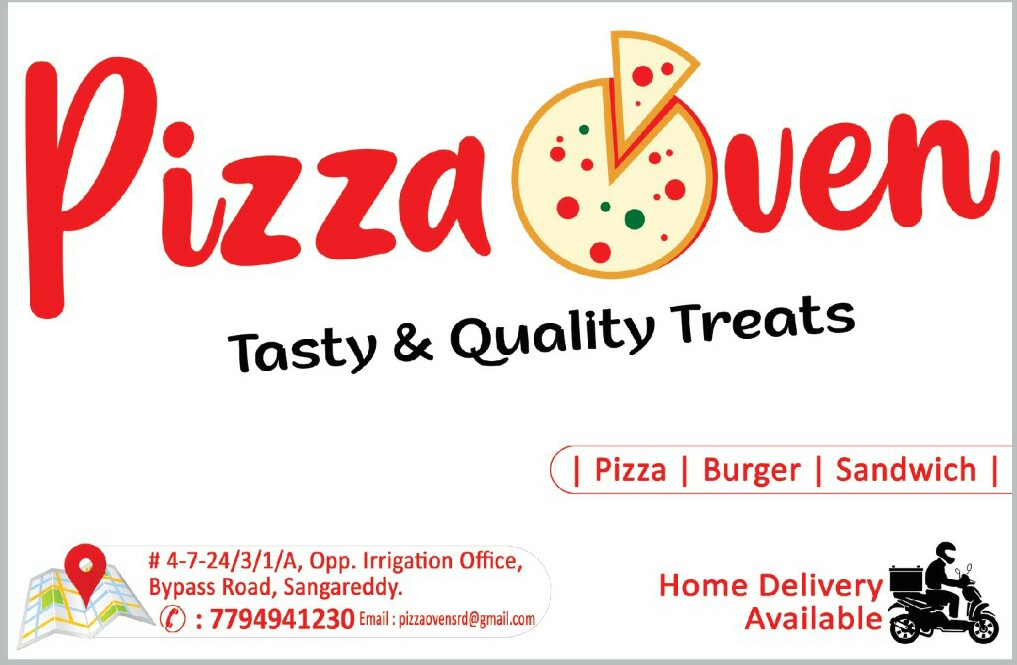 Pizza Oven
Tasty & Quality Treats
| Pizza | Burger | Sandwich |
# 4-7-24/3/1/A, Opp. Irrigation Office,
Bypass Road, Sangareddy.
: 7794941230 Email : pizzaovensrd@gmail.com
Home Delivery
Available